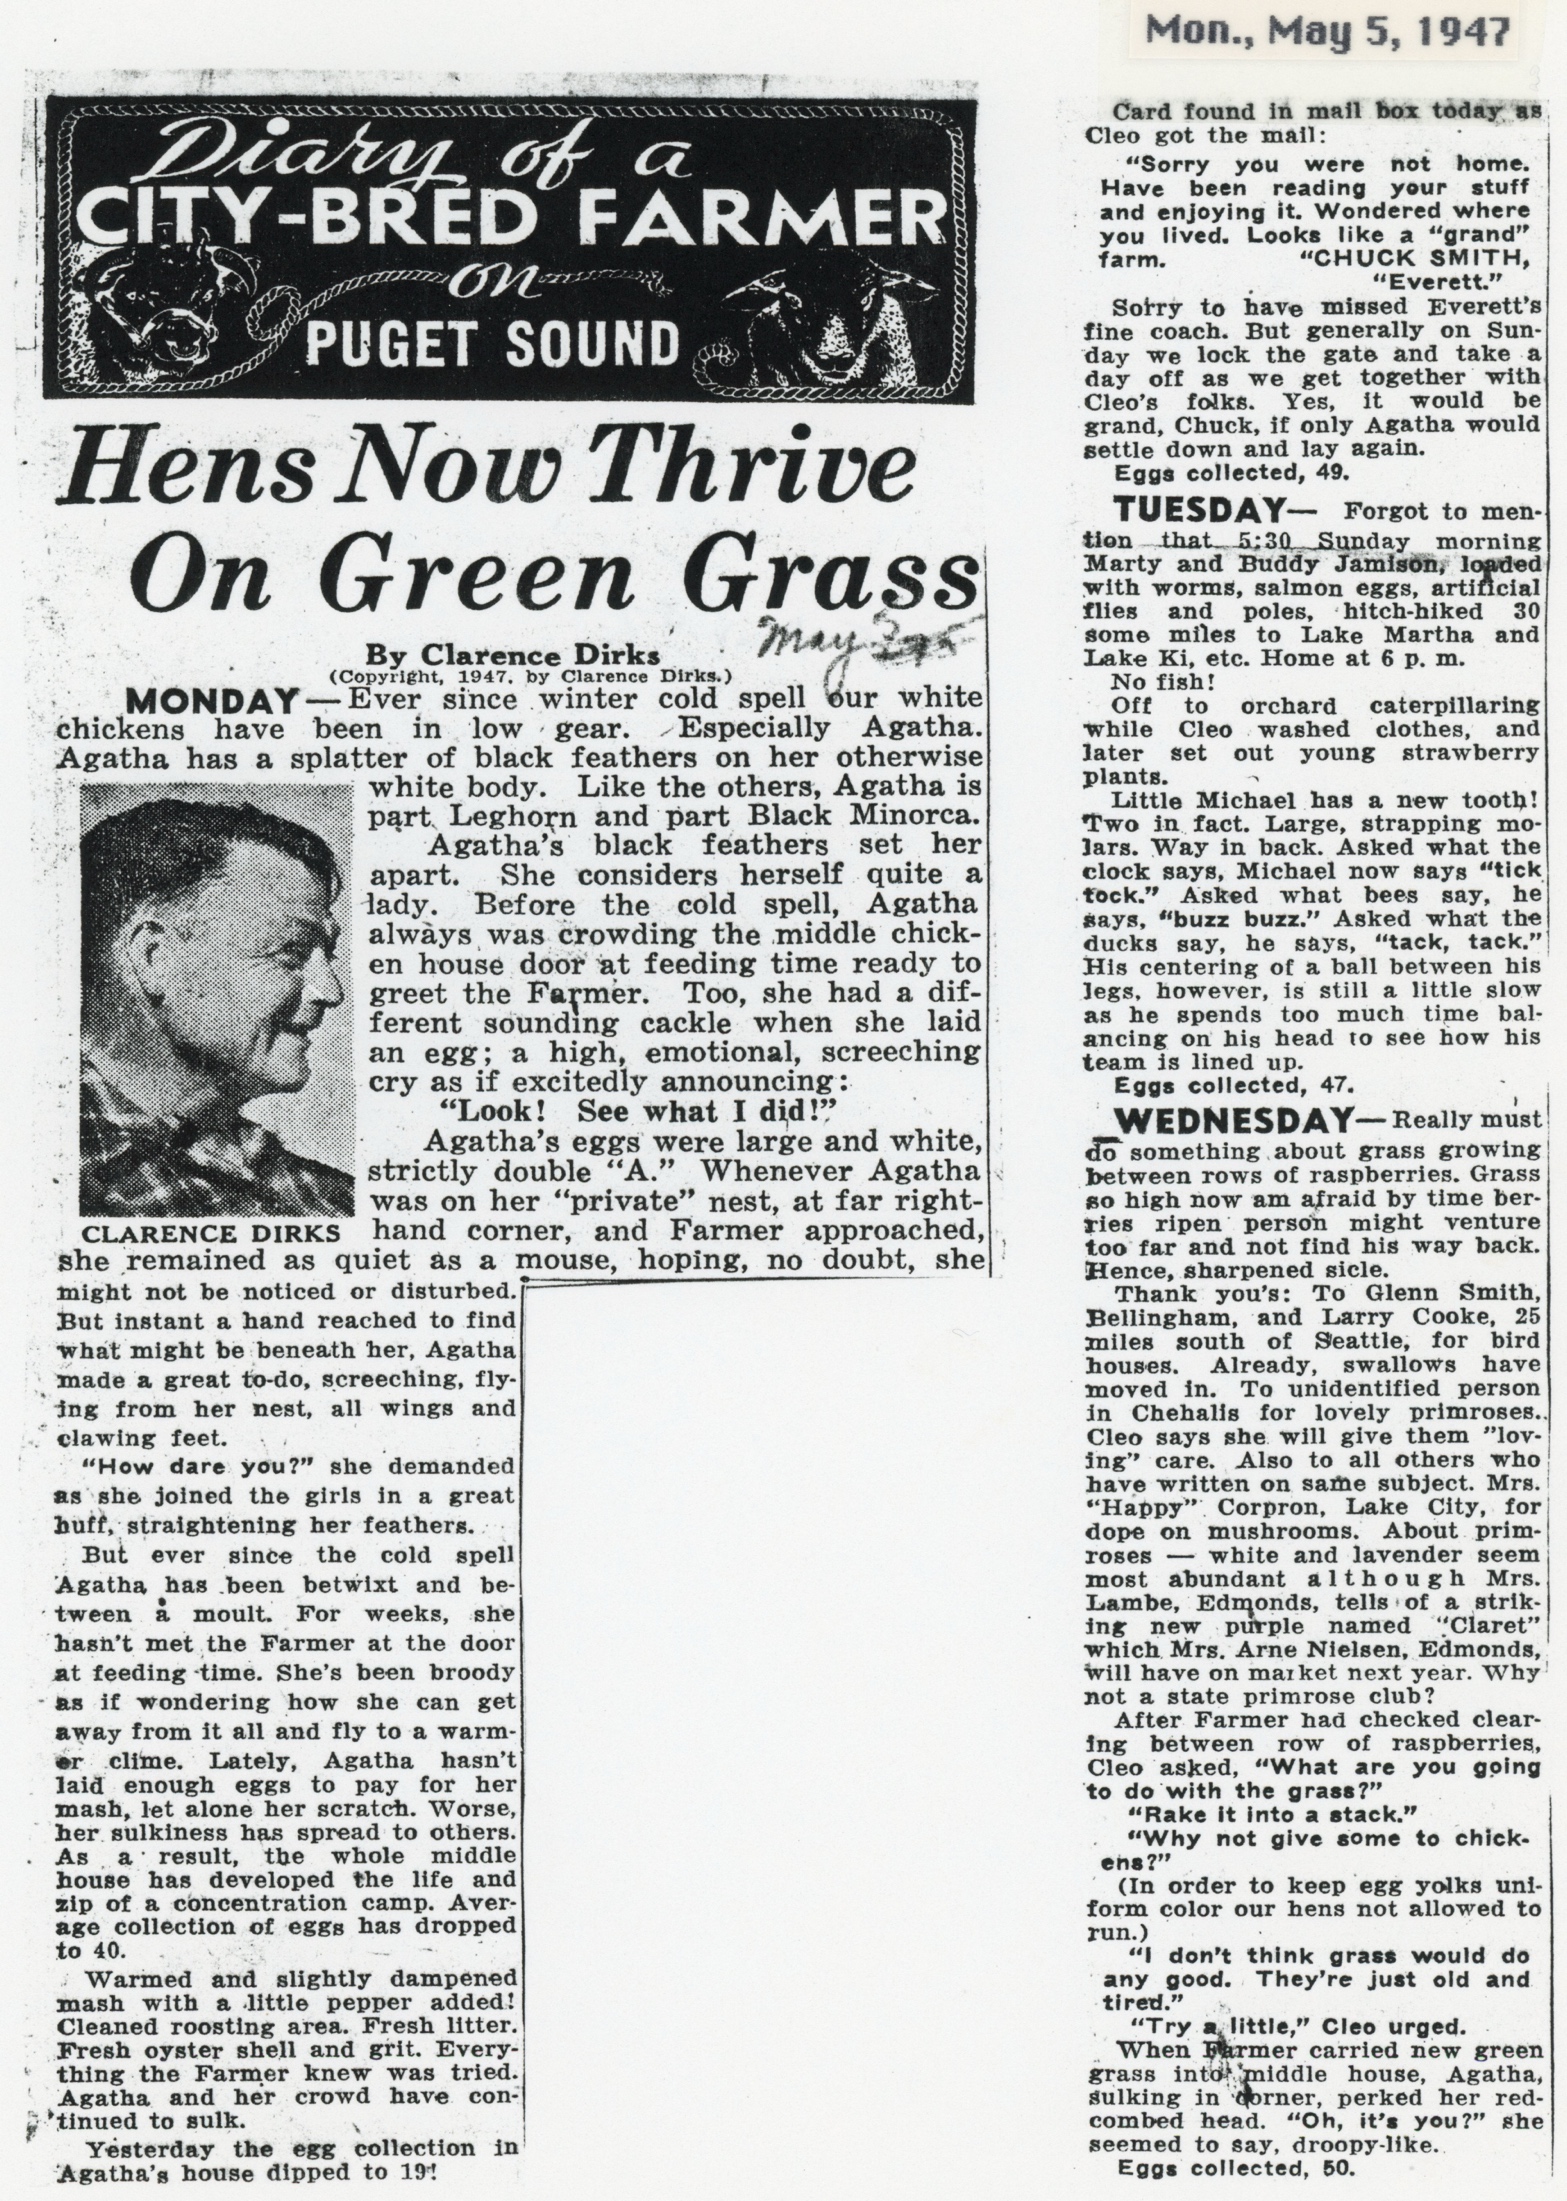 Mon., May 5, 1947
Diary of a
CITY-BRED FARMER
on
PUGET SOUND
Hens Now Thrive
On Green Grass
May
By Clarence Dirks
(Copyright, 1947, by Clarence Dirks.)
MONDAY—Ever since winter cold spell our white
chickens have been in low gear. Especially Agatha.
Agatha has a splatter of black feathers on her otherwise
white body. Like the others, Agatha is
part Leghorn and part Black Minorca.
Agatha's black feathers set her
apart. She considers herself quite a
lady. Before the cold spell, Agatha
always was crowding the middle chick-
en house door at feeding time ready to
greet the Farmer. Too, she had a dif-
ferent sounding cackle when she laid
an egg; a high, emotional, screeching
cry as if excitedly announcing:
"Look! See what I did!"
Agatha's eggs were large and white,
strictly double "A." Whenever Agatha
was on her "private" nest, at far right-
CLARENCE DIRKS
hand corner, and Farmer approached,
she remained as quiet as a mouse, hoping, no doubt, she
might not be noticed or disturbed.
But instant a hand reached to find
what might be beneath her, Agatha
made a great to-do, screeching, fly-
ing from her nest, all wings and
clawing feet.
"How dare you?" she demanded
as she joined the girls in a great
huff, straightening her feathers.
But ever since the cold spell
Agatha has been betwixt and be-
tween a moult. For weeks, she
hasn't met the Farmer at the door
at feeding time. She's been broody
as if wondering how she can get
away from it all and fly to a warm-
er clime. Lately, Agatha hasn't
laid enough eggs to pay for her
mash, let alone her scratch. Worse,
her sulkiness has spread to others.
As a result, the whole middle
house has developed the life and
zip of a concentration camp. Aver-
age collection of eggs has dropped
to 40.
Warmed and slightly dampened
mash with a little pepper added!
Cleaned roosting area. Fresh litter.
Fresh oyster shell and grit. Every-
thing the Farmer knew was tried.
Agatha and her crowd have con-
tinued to sulk.
Yesterday the egg collection in
Agatha's house dipped to 19!
Card found in mail box today as
Cleo got the mail:
"Sorry you were not home.
Have been reading your stuff
and enjoying it. Wondered where
you lived. Looks like a "grand"
farm. "CHUCK SMITH,
"Everett."
Sorry to have missed Everett's
fine coach. But generally on Sun-
day we lock the gate and take a
day off as we get together with
Cleo's folks. Yes, it would be
grand, Chuck, if only Agatha would
settle down and lay again.
Eggs collected, 49.
TUESDAY— Forgot to men-
tion that 5:30 Sunday morning
Marty and Buddy Jamison, loaded
with worms, salmon eggs, artificial
flies and poles, hitch-hiked 30
some miles to Lake Martha and
Lake Ki, etc. Home at 6 p. m.
No fish!
Off to orchard caterpillaring
while Cleo washed clothes, and
later set out young strawberry
plants.
Little Michael has a new tooth!
Two in fact. Large, strapping mo-
lars. Way in back. Asked what the
clock says, Michael now says "tick
tock." Asked what bees say, he
says, "buzz buzz." Asked what the
ducks say, he says, "tack, tack."
His centering of a ball between his
legs, however, is still a little slow
as he spends too much time bal-
ancing on his head to see how his
team is lined up.
Eggs collected, 47.
WEDNESDAY—Really must
do something about grass growing
between rows of raspberries. Grass
so high now am afraid by time ber-
ries ripen person might venture
too far and not find his way back.
Hence, sharpened sicle.
Thank you's: To Glenn Smith,
Bellingham, and Larry Cooke, 25
miles south of Seattle, for bird
houses. Already, swallows have
moved in. To unidentified person
in Chehalis for lovely primroses.
Cleo says she will give them "lov-
ing" care. Also to all others who
have written on same subject. Mrs.
"Happy" Corpron, Lake City, for
dope on mushrooms. About prim-
roses — white and lavender seem
most abundant although Mrs.
Lambe, Edmonds, tells of a strik-
ing new purple named "Claret"
which Mrs. Arne Nielsen, Edmonds,
will have on market next year. Why
not a state primrose club?
After Farmer had checked clear-
ing between row of raspberries,
Cleo asked, "What are you going
to do with the grass?"
"Rake it into a stack."
"Why not give some to chick-
ens?"
(In order to keep egg yolks uni-
form color our hens not allowed to
run.)
"I don't think grass would do
any good. They're just old and
tired."
"Try a little," Cleo urged.
When Farmer carried new green
grass into middle house, Agatha,
sulking in corner, perked her red-
combed head. "Oh, it's you?" she
seemed to say, droopy-like.
Eggs collected, 50.